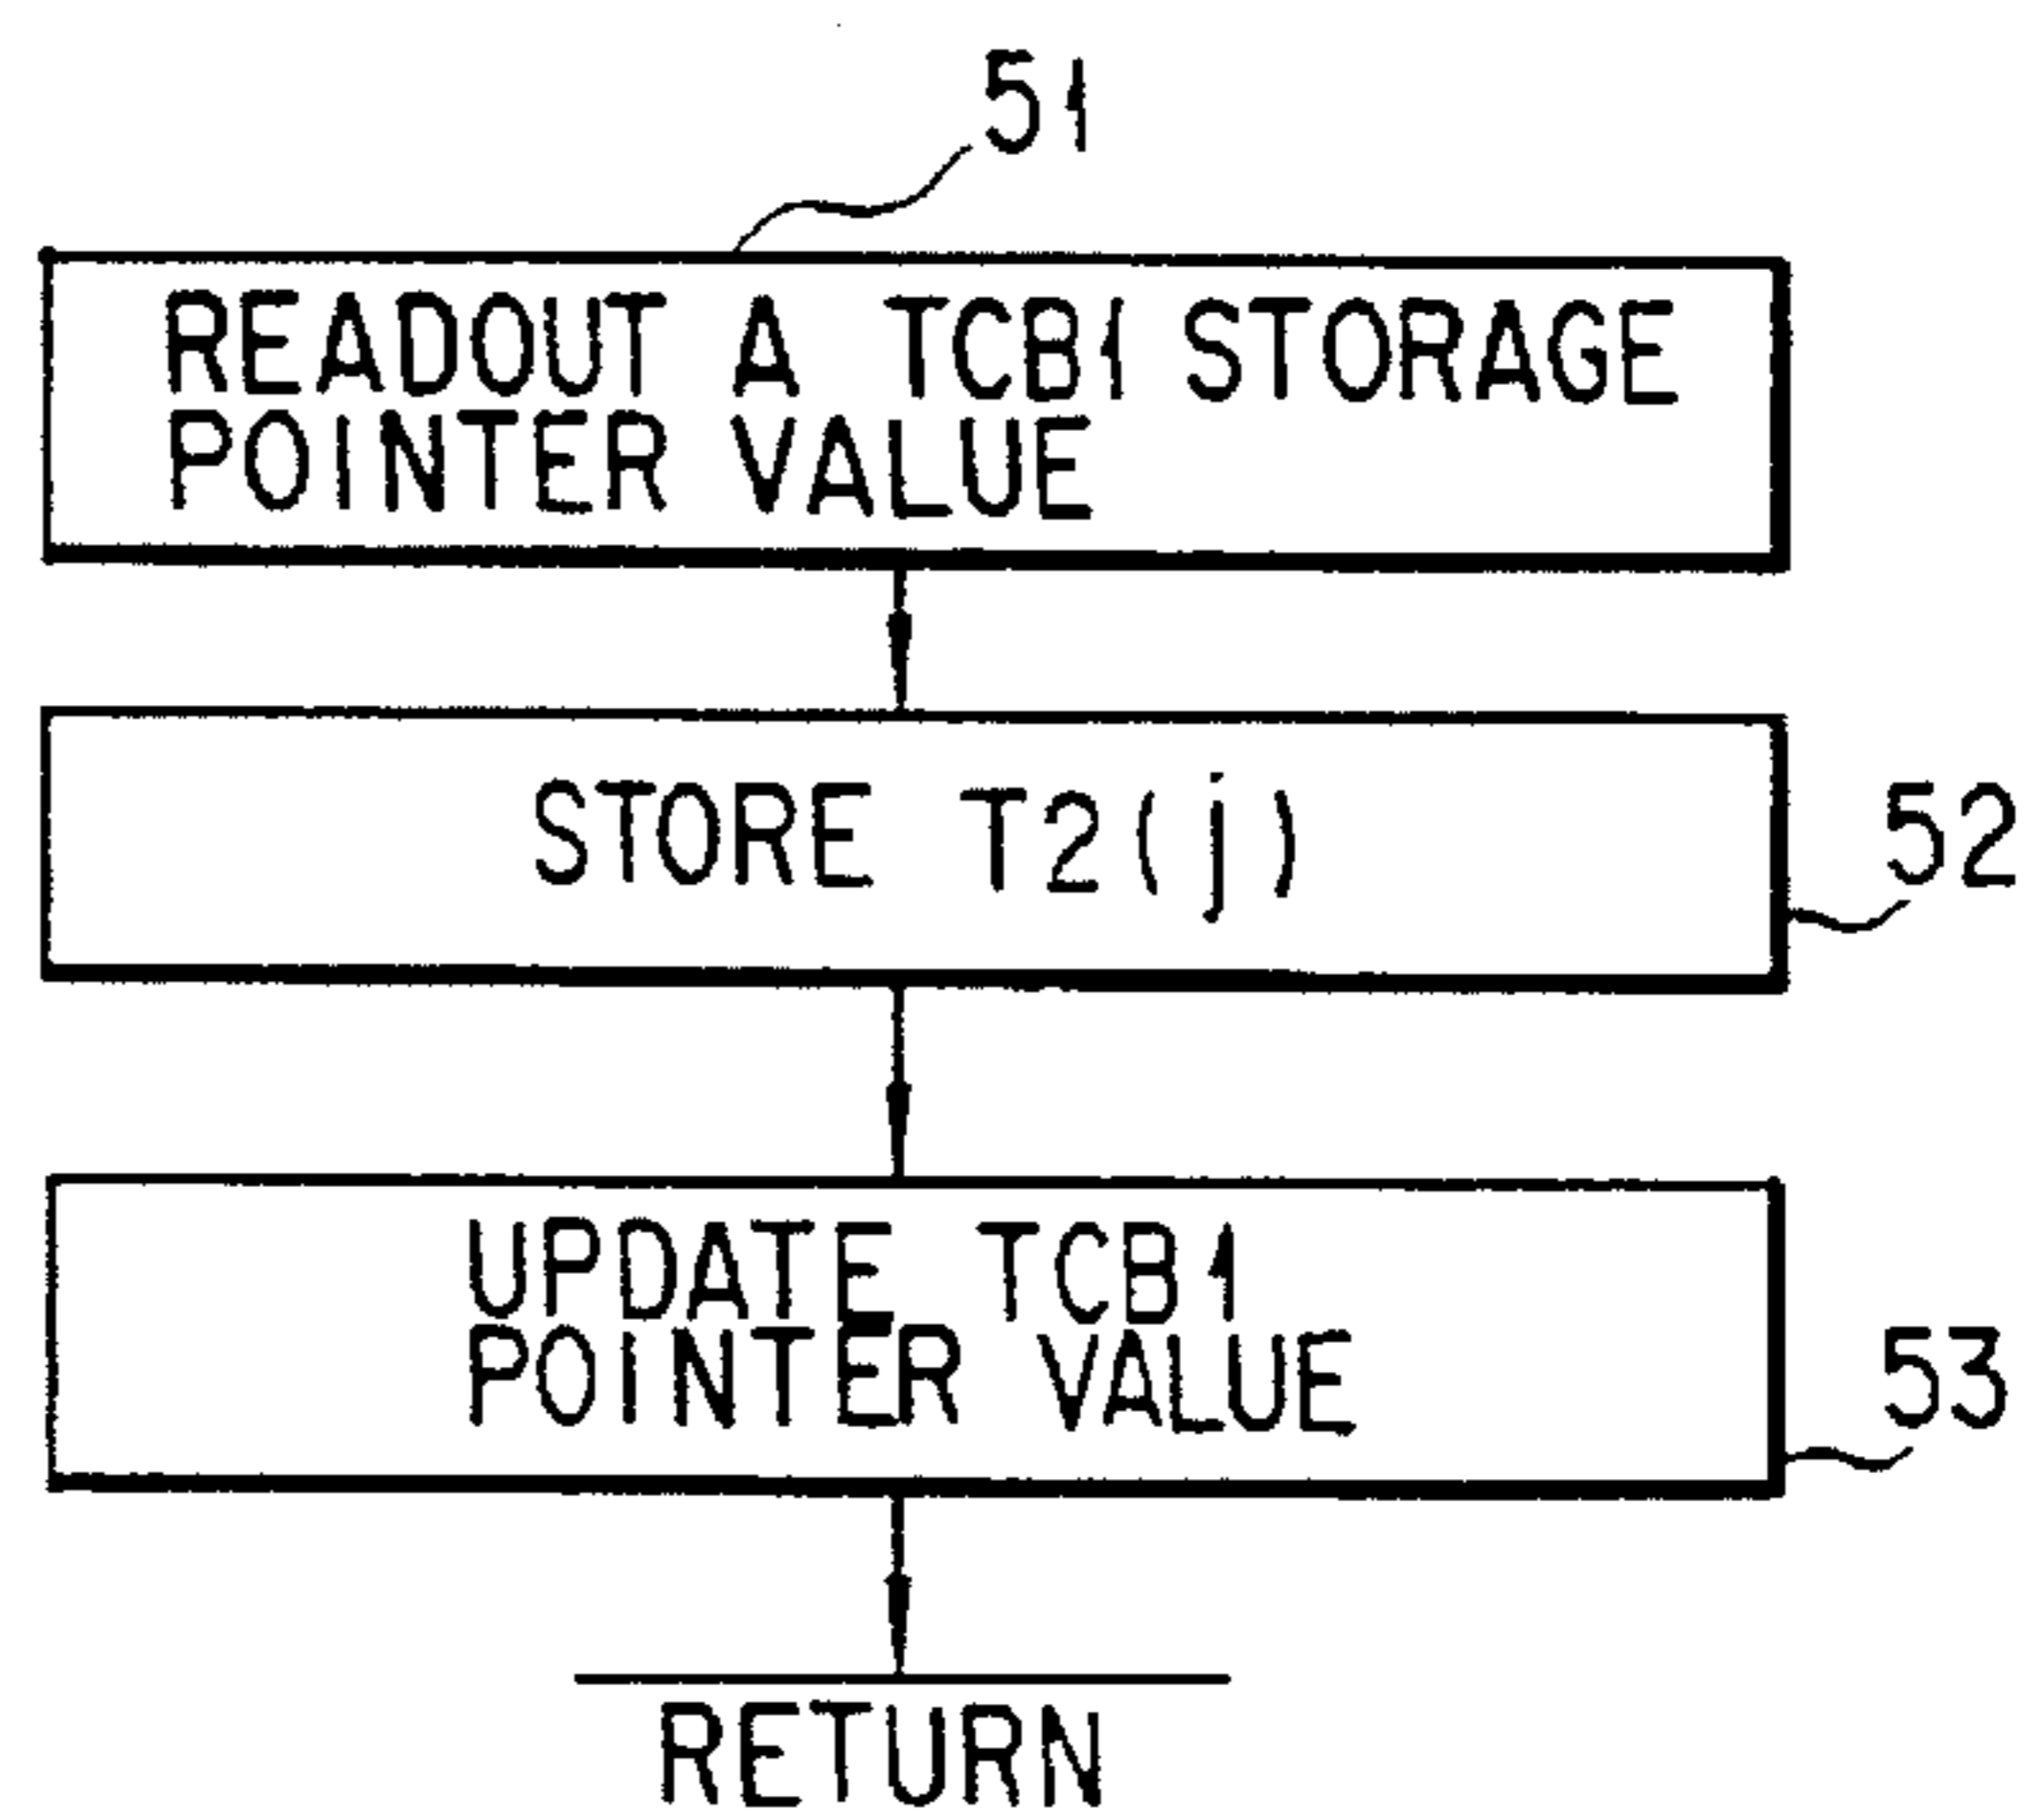 51
READOUT A TCB1 STORAGE
POINTER VALUE
STORE T2(j)
52
UPDATE TCB1
POINTER VALUE
53
RETURN